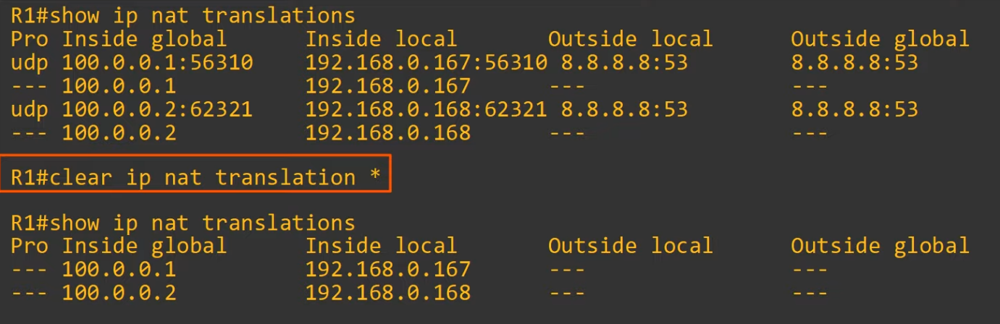 R1#show ip nat translations
Pro Inside global      Inside local       Outside local      Outside global
udp 100.0.0.1:56310    192.168.0.167:56310 8.8.8.8:53        8.8.8.8:53
--- 100.0.0.1          192.168.0.167      ---                ---
udp 100.0.0.2:62321    192.168.0.168:62321 8.8.8.8:53        8.8.8.8:53
--- 100.0.0.2          192.168.0.168      ---                ---
R1#clear ip nat translation *
R1#show ip nat translations
Pro Inside global      Inside local       Outside local      Outside global
--- 100.0.0.1          192.168.0.167      ---                ---
--- 100.0.0.2          192.168.0.168      ---                ---